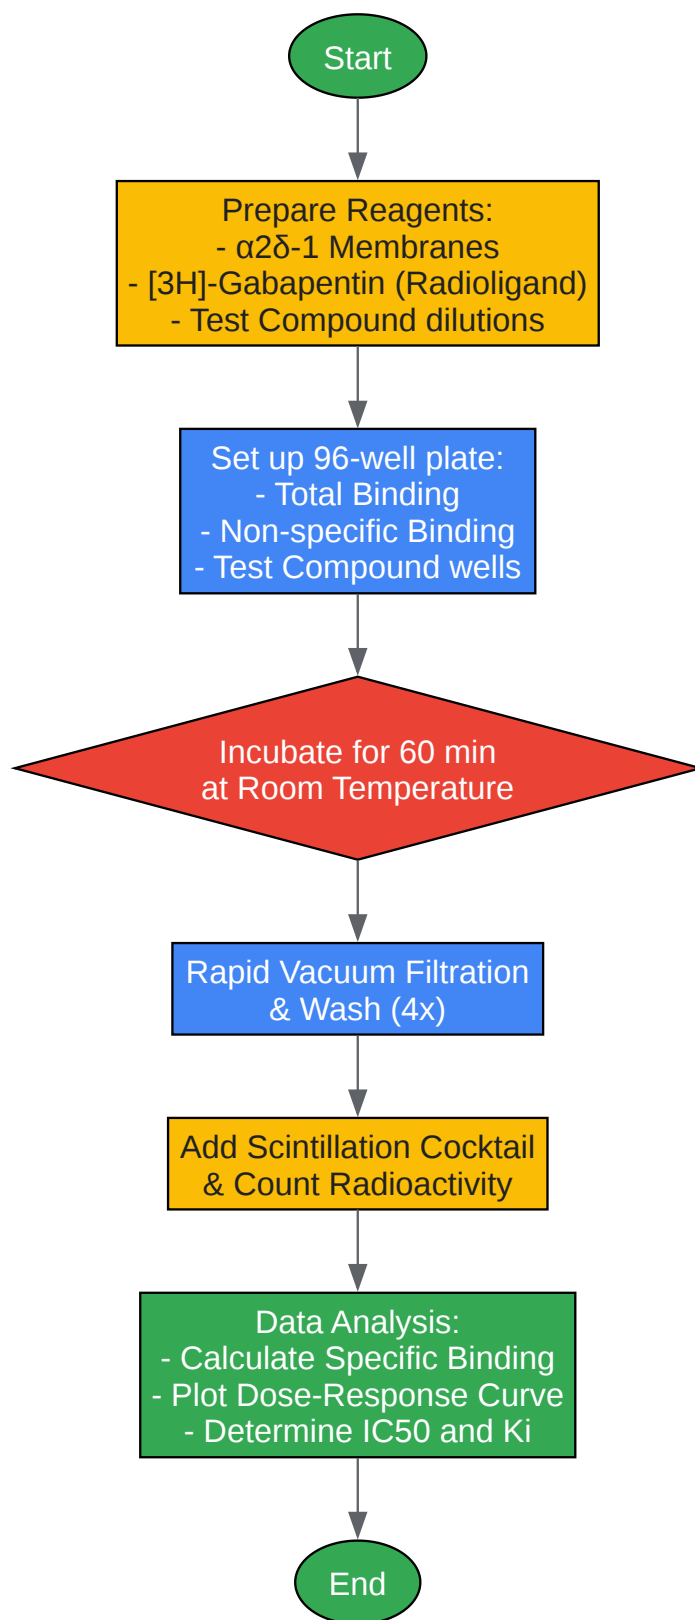 Start
Prepare Reagents:
- α2δ-1 Membranes
- [3H]-Gabapentin (Radioligand)
- Test Compound dilutions
Set up 96-well plate:
- Total Binding
- Non-specific Binding
- Test Compound wells
Incubate for 60 min
at Room Temperature
Rapid Vacuum Filtration
& Wash (4x)
Add Scintillation Cocktail
& Count Radioactivity
Data Analysis:
- Calculate Specific Binding
- Plot Dose-Response Curve
- Determine IC50 and Ki
End